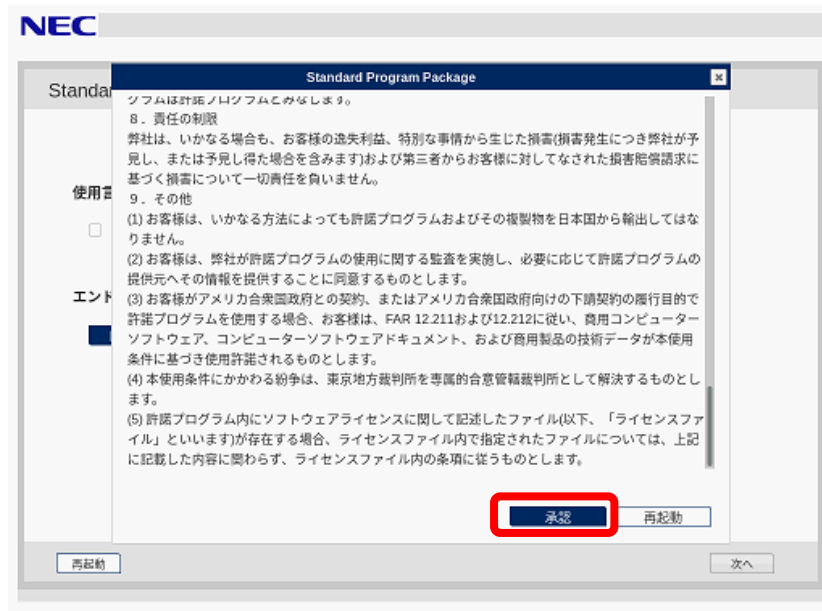 NEC
Standard Program Package
Standar
使用言
エンド
グラムは許諾プログラムとみなします。
８．責任の制限
弊社は、いかなる場合も、お客様の逸失利益、特別な事情から生じた損害(損害発生につき弊社が予
見し、または予見し得た場合を含みます)および第三者からお客様に対してなされた損害賠償請求に
基づく損害について一切責任を負いません。
９．その他
(1) お客様は、いかなる方法によっても許諾プログラムおよびその複製物を日本国から輸出してはな
りません。
(2) お客様は、弊社が許諾プログラムの使用に関する監査を実施し、必要に応じて許諾プログラムの
提供元へその情報を提供することに同意するものとします。
(3) お客様がアメリカ合衆国政府との契約、またはアメリカ合衆国政府向けの下請契約の履行目的で
許諾プログラムを使用する場合、お客様は、FAR 12.211および12.212に従い、商用コンピューター
ソフトウェア、コンピューターソフトウェアドキュメント、および商用製品の技術データが本使用
条件に基づき使用許諾されるものとします。
(4) 本使用条件にかかわる紛争は、東京地方裁判所を専属的合意管轄裁判所として解決するものとし
ます。
(5) 許諾プログラム内にソフトウェアライセンスに関して記述したファイル(以下、「ライセンスファ
イル」といいます)が存在する場合、ライセンスファイル内で指定されたファイルについては、上記
に記載した内容に関わらず、ライセンスファイル内の条項に従うものとします。
承認
再起動
再起動
次へ